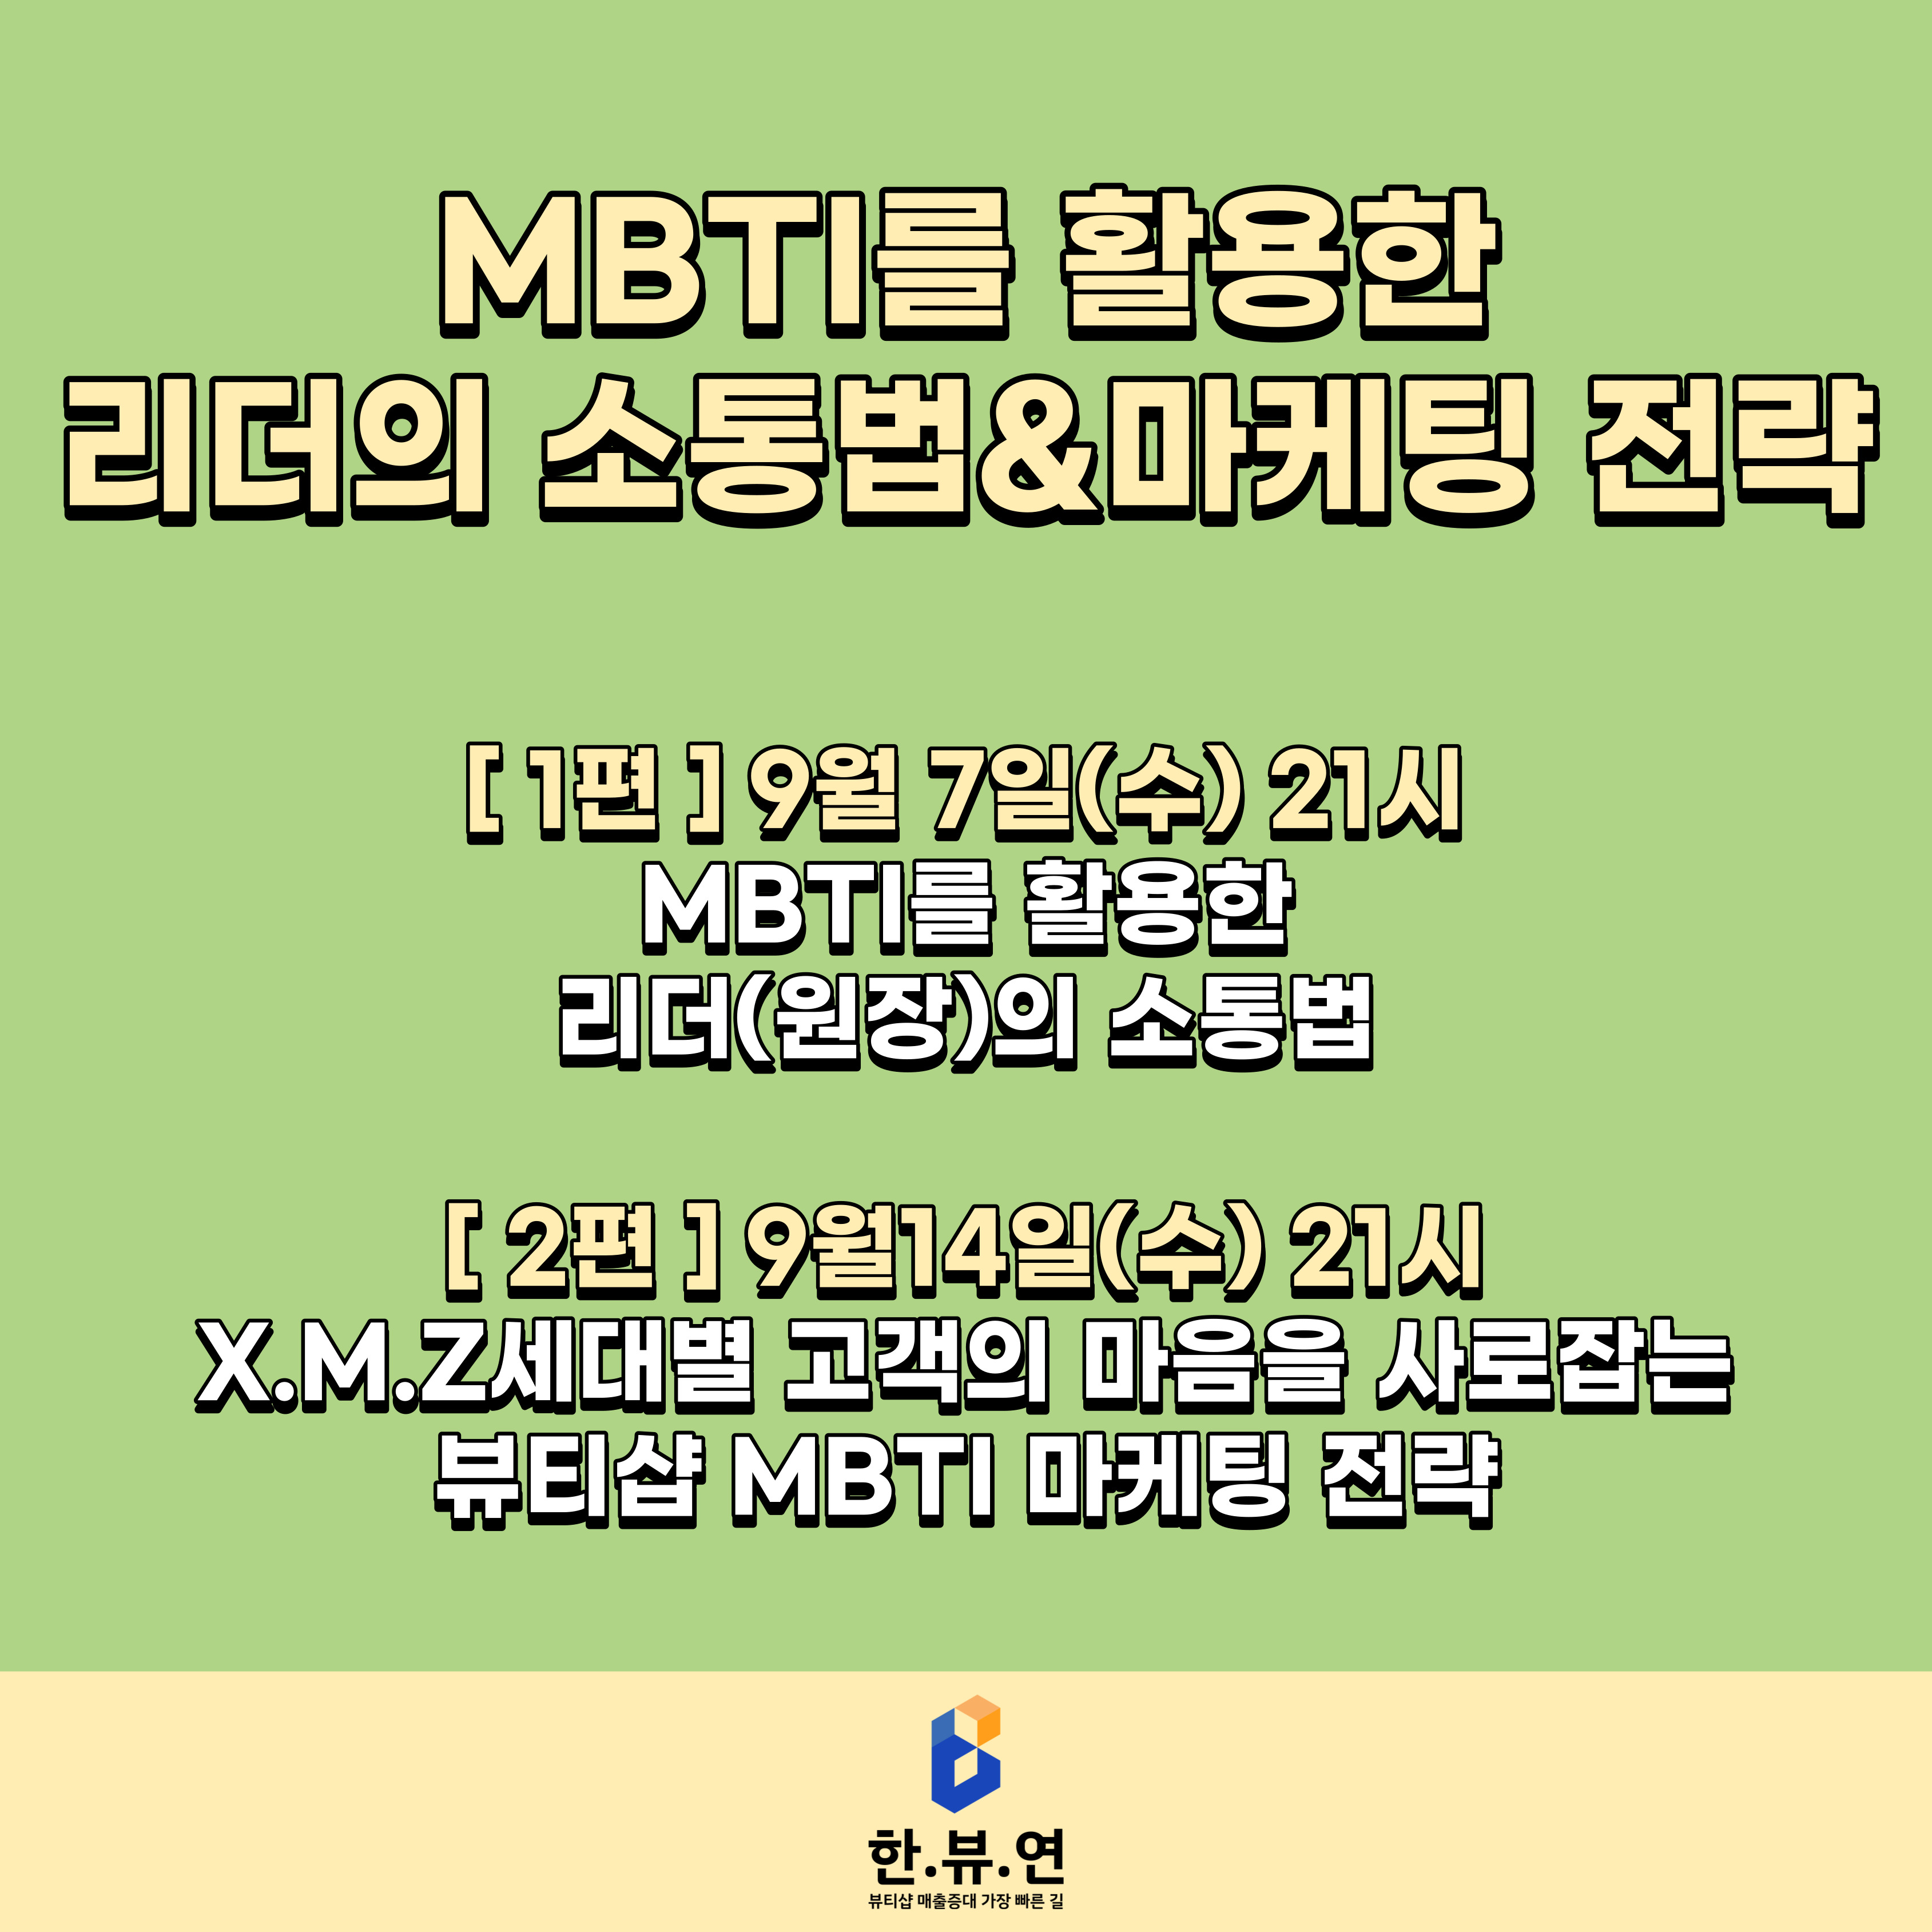 MBTI를 활용한
리더의 소통법&마케팅 전략
[ 1편 ] 9월 7일(수) 21시
MBTI를 활용한
리더(원장)의 소통법
[ 2편 ] 9월14일(수) 21시
X.M.Z세대별 고객의 마음을 사로잡는
뷰티샵 MBTI 마케팅 전략
한.뷰.연
뷰티샵 매출증대 가장 빠른 길